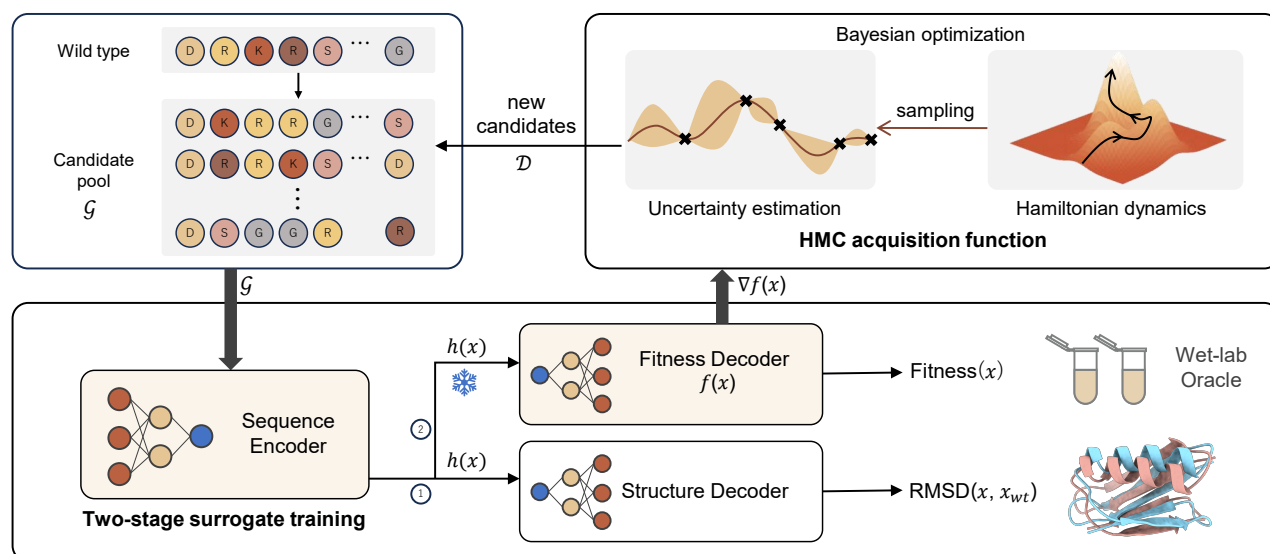 Wild type
D R K R S ... G
Candidate
pool
𝒢
D K R R G ... S
D R R K S ... D
⋮
D S G G R R
new
candidates
𝒟
Bayesian optimization
sampling
Uncertainty estimation
Hamiltonian dynamics
HMC acquisition function
𝒢
∇f(x)
Sequence
Encoder
Two-stage surrogate training
2
1
h(x)
h(x)
Fitness Decoder
f(x)
Structure Decoder
Fitness(x)
RMSD(x, x_wt)
Wet-lab
Oracle